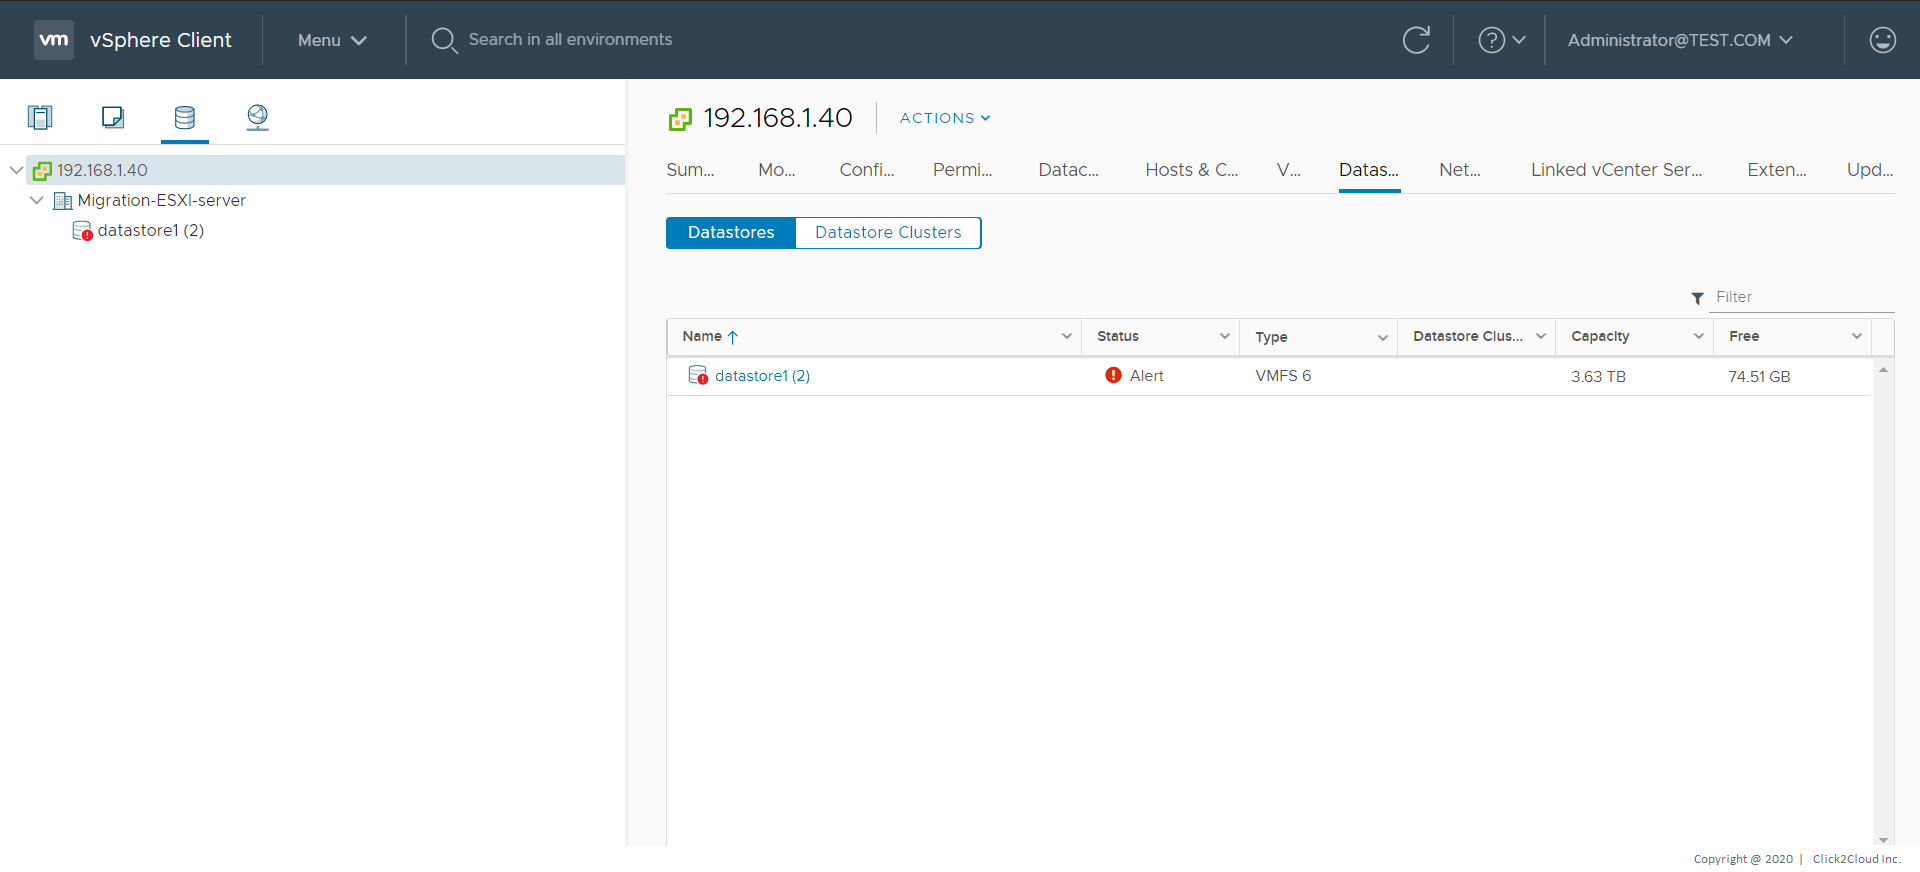 vm vSphere Client Menu Search in all environments ? Administrator@TEST.COM
192.168.1.40
Migration-ESXI-server
datastore1 (2)
192.168.1.40 ACTIONS
Sum... Mo... Confi... Permi... Datac... Hosts & C... V... Datas... Net... Linked vCenter Ser... Exten... Upd...
Datastores Datastore Clusters
Filter
Name Status Type Datastore Clus... Capacity Free
datastore1 (2) Alert VMFS 6 3.63 TB 74.51 GB
Copyright @ 2020 | Click2Cloud Inc.